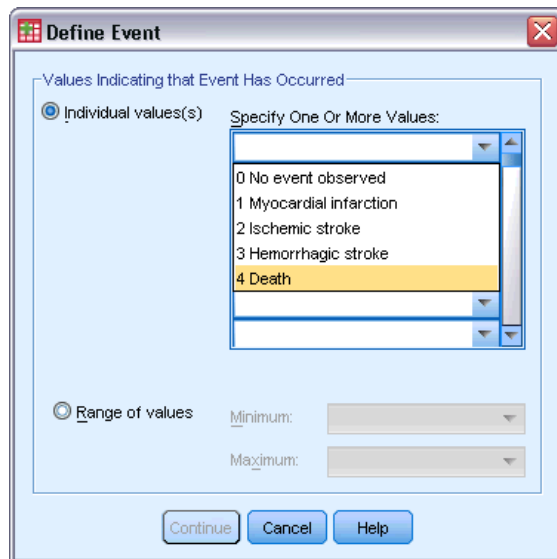 Define Event
Values Indicating that Event Has Occurred
Individual values(s)
Specify One Or More Values:
0 No event observed
1 Myocardial infarction
2 Ischemic stroke
3 Hemorrhagic stroke
4 Death
Range of values
Minimum:
Maximum:
Continue
Cancel
Help